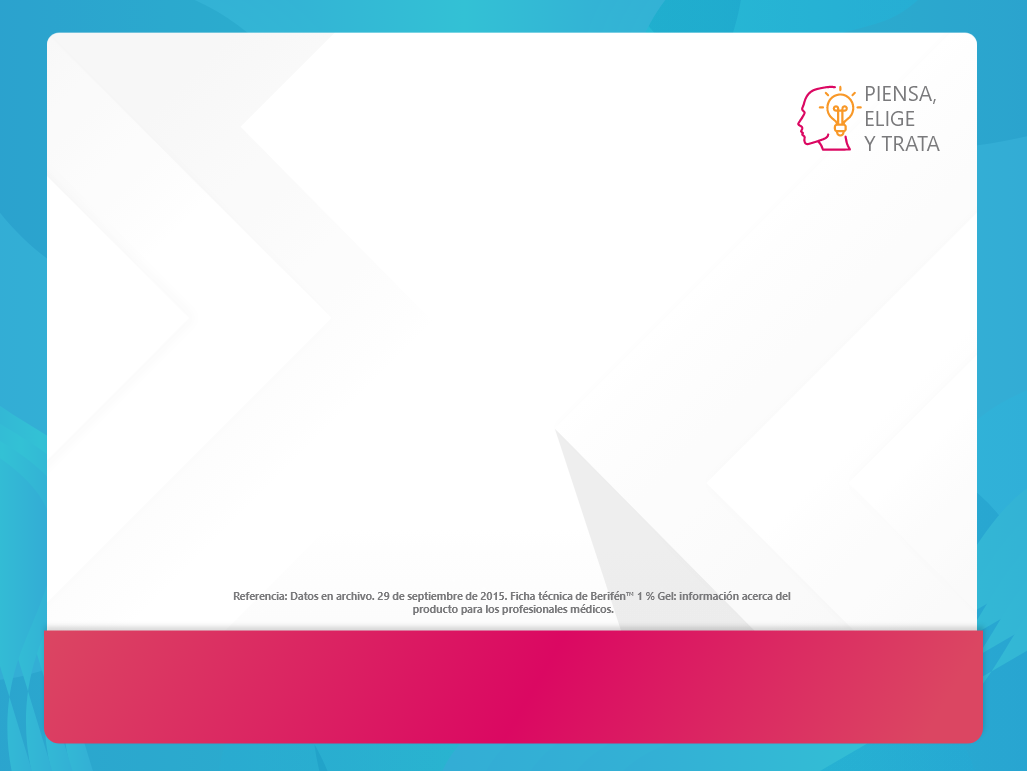 PIENSA,
ELIGE
Y TRATA
Referencia: Datos en archivo. 29 de septiembre de 2015. Ficha técnica de Berifén™ 1 % Gel: información acerca del
producto para los profesionales médicos.